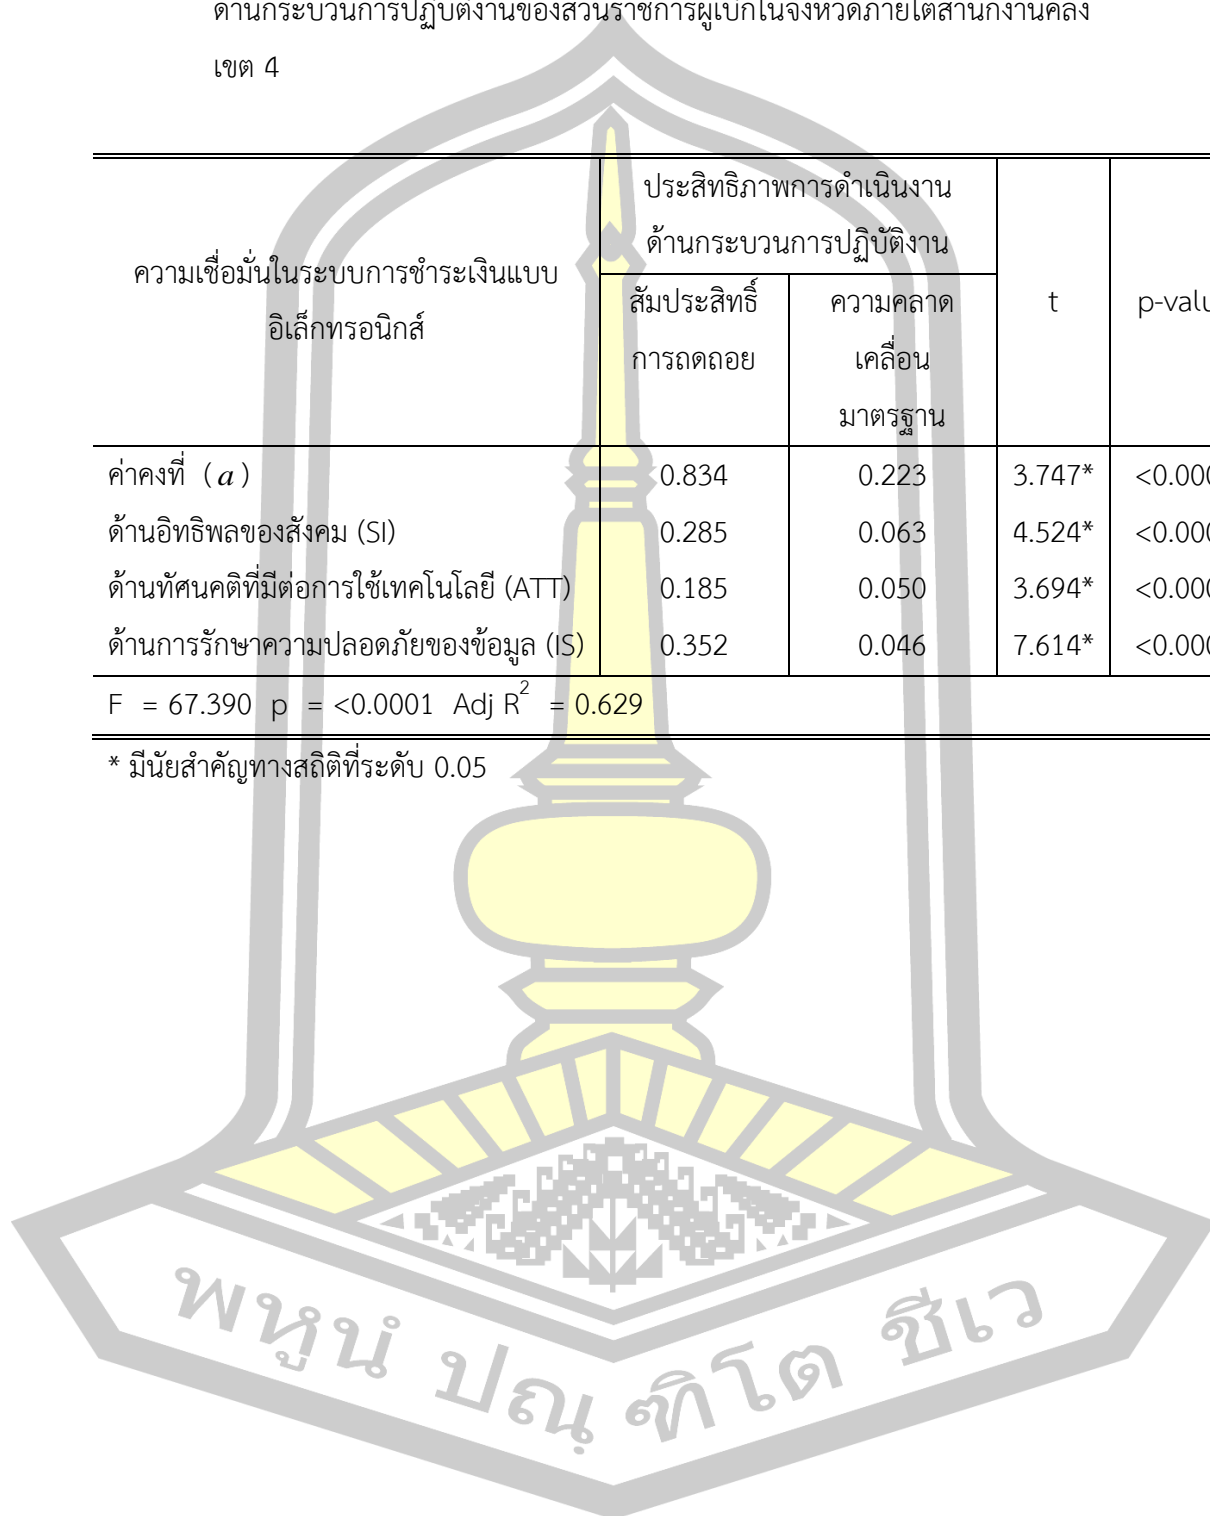 ด้านกระบวนการปฏิบัติงานของส่วนราชการผู้เบิกในจังหวัดภายใต้สำนักงานคลัง
เขต 4
ความเชื่อมั่นในระบบการชำระเงินแบบ
อิเล็กทรอนิกส์
ประสิทธิภาพการดำเนินงาน
ด้านกระบวนการปฏิบัติงาน
สัมประสิทธิ์
การถดถอย
ความคลาด
เคลื่อน
มาตรฐาน
t
p-valu
ค่าคงที่ (a) 0.834 0.223 3.747* <0.000
ด้านอิทธิพลของสังคม (SI) 0.285 0.063 4.524* <0.000
ด้านทัศนคติที่มีต่อการใช้เทคโนโลยี (ATT) 0.185 0.050 3.694* <0.000
ด้านการรักษาความปลอดภัยของข้อมูล (IS) 0.352 0.046 7.614* <0.000
F = 67.390 p = <0.0001 Adj R² = 0.629
* มีนัยสำคัญทางสถิติที่ระดับ 0.05
พหูนํ ปณฺฑิโต ชีเว